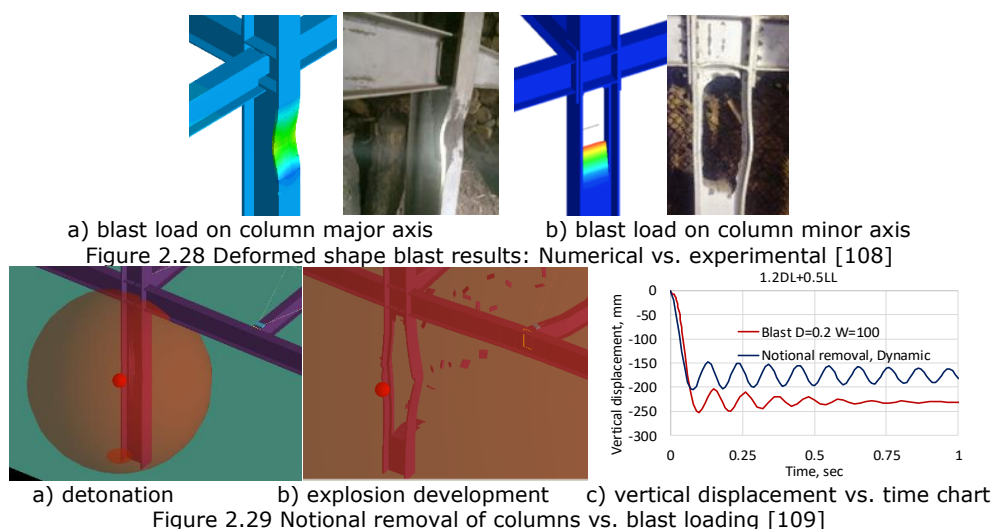 a) blast load on column major axis b) blast load on column minor axis
Figure 2.28 Deformed shape blast results: Numerical vs. experimental [108]
1.2DL+0.5LL
Vertical displacement, mm
0
-50
-100
-150
-200
-250
-300
Blast D=0.2 W=100
Notional removal, Dynamic
0 0.25 0.5 0.75 1
Time, sec
a) detonation b) explosion development c) vertical displacement vs. time chart
Figure 2.29 Notional removal of columns vs. blast loading [109]